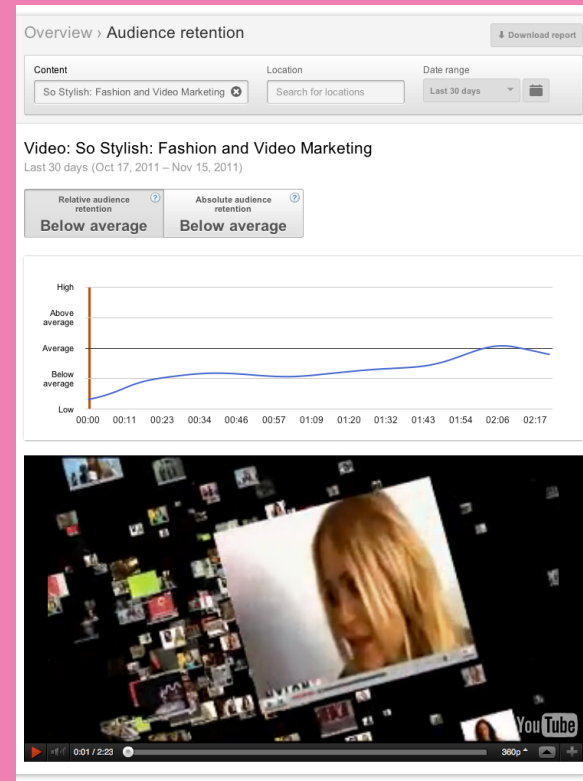 Overview › Audience retention
Download report
Content
Location
Date range
So Stylish: Fashion and Video Marketing
Search for locations
Last 30 days
Video: So Stylish: Fashion and Video Marketing
Last 30 days (Oct 17, 2011 – Nov 15, 2011)
Relative audience
retention
?
Below average
Absolute audience
retention
?
Below average
High
Above
average
Average
Below
average
Low
00:00 00:11 00:23 00:34 00:46 00:57 01:09 01:20 01:32 01:43 01:54 02:06 02:17
YouTube
0:01 / 2:23
360p